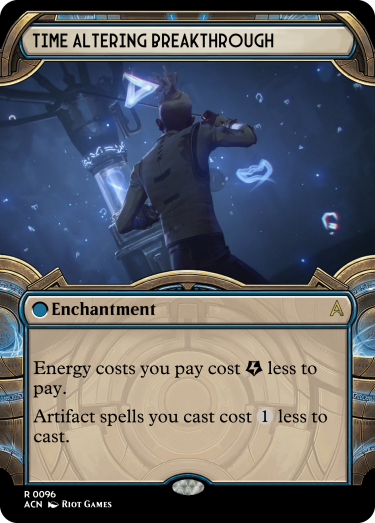 TIME ALTERING BREAKTHROUGH
Enchantment
Energy costs you pay cost less to
pay.
Artifact spells you cast cost 1 less to
cast.
R 0096
ACN RIOT GAMES